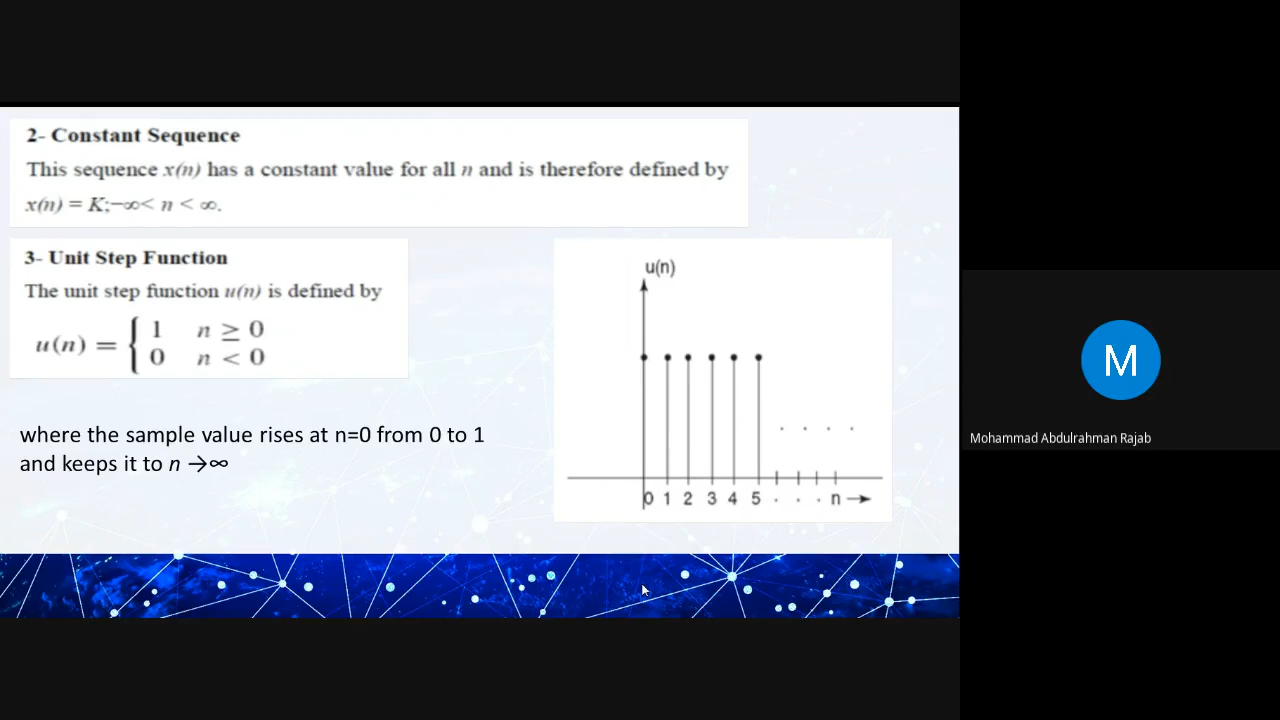 2- Constant Sequence
This sequence x(n) has a constant value for all n and is therefore defined by
x(n) = K;−∞< n < ∞.
3- Unit Step Function
The unit step function u(n) is defined by
u(n) = { 1 n ≥ 0
0 n < 0
where the sample value rises at n=0 from 0 to 1
and keeps it to n →∞
u(n)
. . . .
0 1 2 3 4 5 · · · n →
M
Mohammad Abdulrahman Rajab